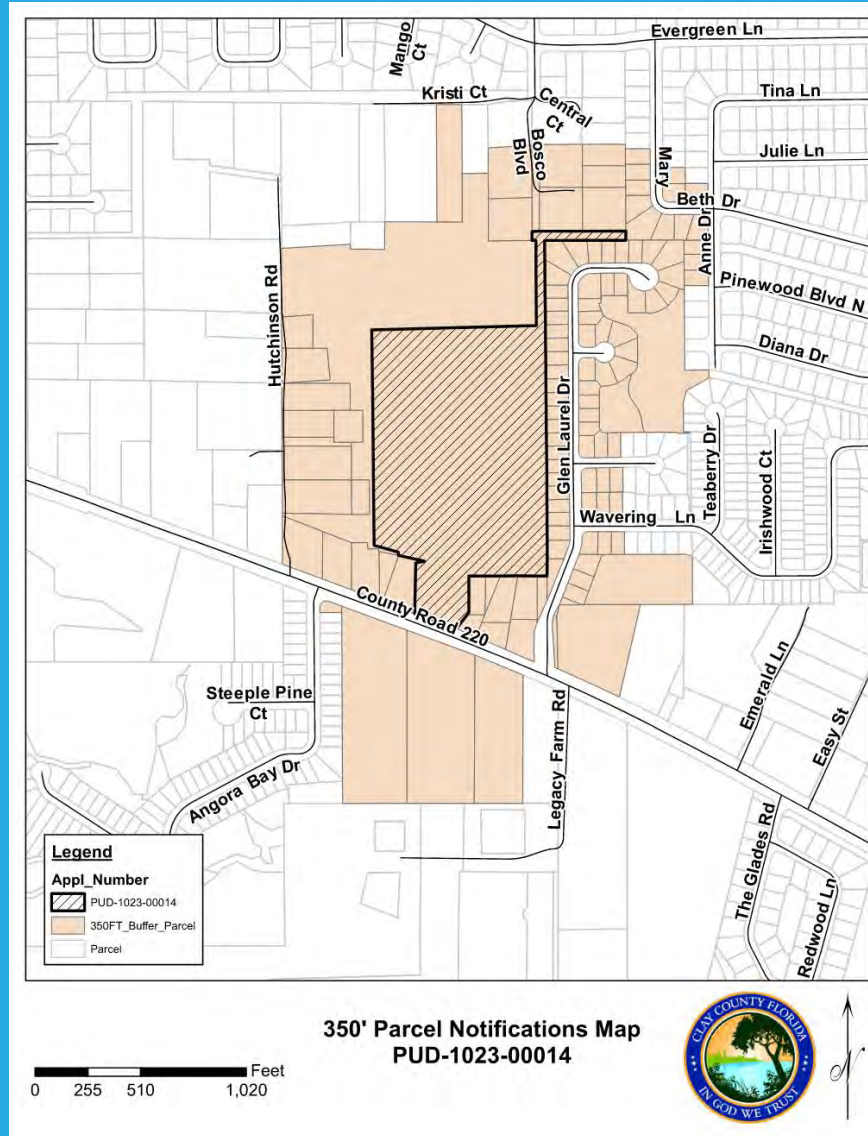 Evergreen Ln
Mango
Ct
Kristi Ct
Central
Ct
Tina Ln
Bosco
Blvd
Julie Ln
Mary
Beth Dr
Anne Dr
Hutchinson Rd
Pinewood Blvd N
Diana Dr
Glen Laurel Dr
Teaberry Dr
Irishwood Ct
Wavering Ln
County Road 220
Steeple Pine
Ct
Angora Bay Dr
Legacy Farm Rd
Emerald Ln
Easy St
The Glades Rd
Redwood Ln
Legend
Appl_Number
PUD-1023-00014
350FT_Buffer_Parcel
Parcel
350' Parcel Notifications Map
PUD-1023-00014
Feet
0 255 510 1,020
CLAY COUNTY FLORIDA
IN GOD WE TRUST
N